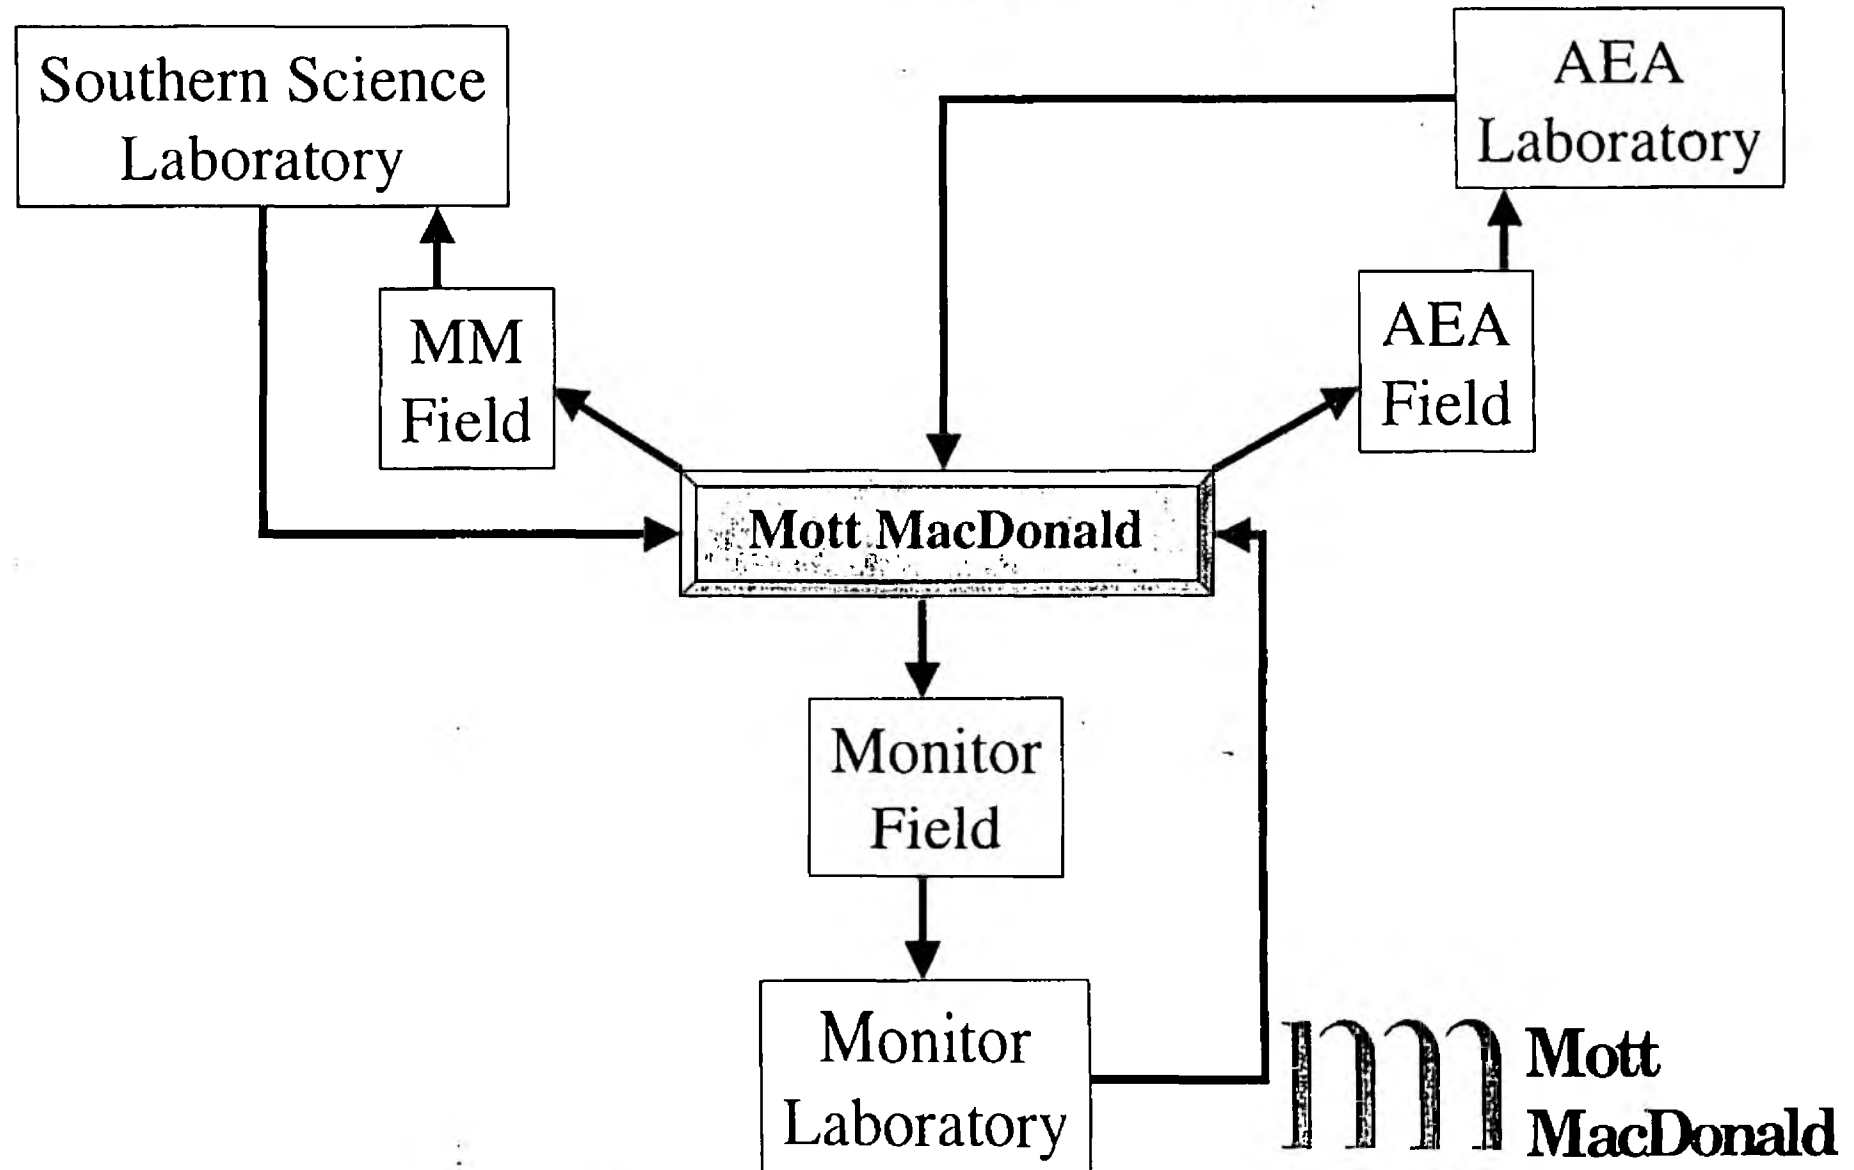 Southern Science
Laboratory
AEA
Laboratory
MM
Field
AEA
Field
Mott MacDonald
Monitor
Field
Monitor
Laboratory
Mott
MacDonald